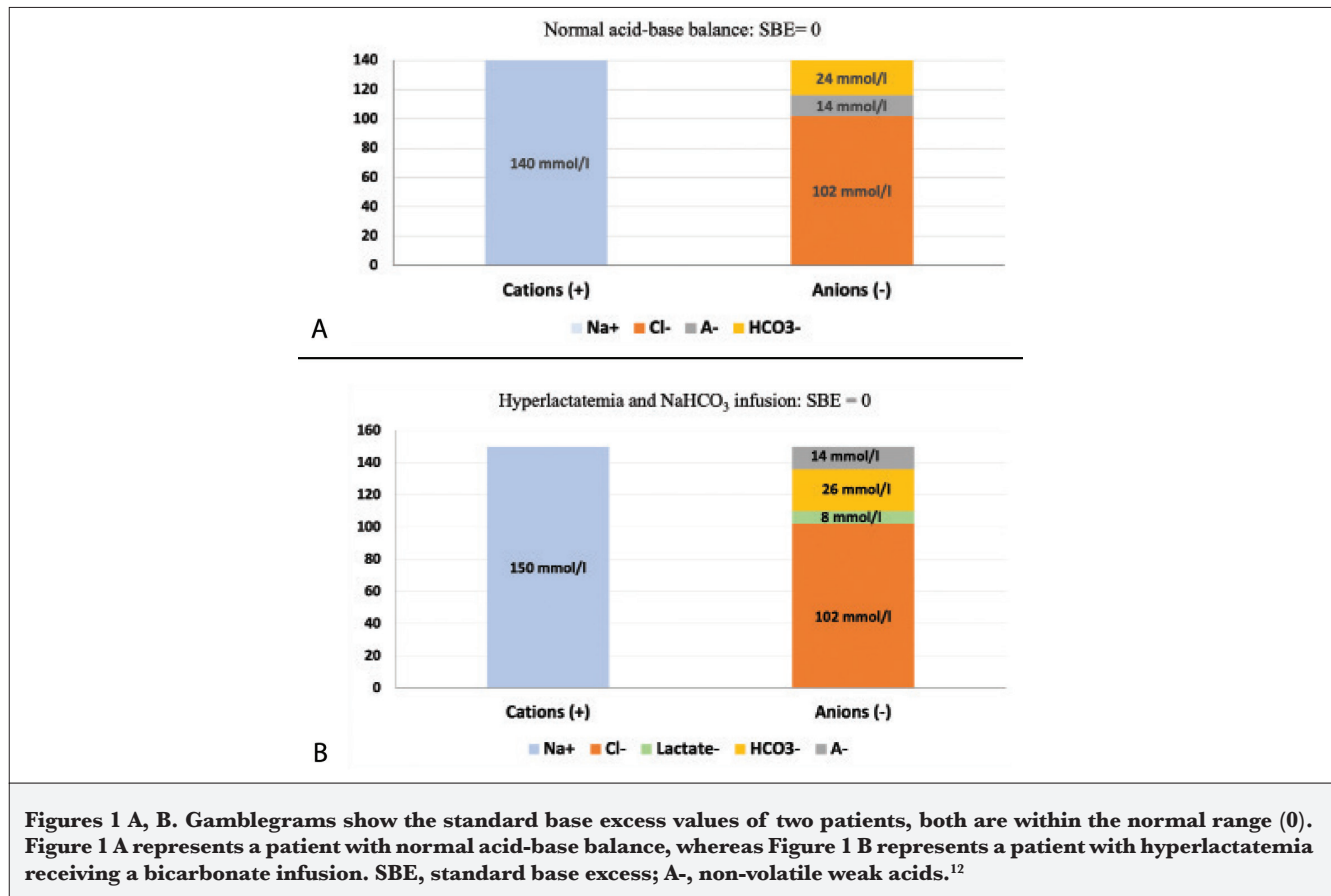 Normal acid-base balance: SBE= 0
140
120
100
80
60
40
20
0
140 mmol/l
24 mmol/l
14 mmol/l
102 mmol/l
Cations (+) Anions (-)
A
Na+ Cl- A- HCO3-
Hyperlactatemia and NaHCO₃ infusion: SBE = 0
160
140
120
100
80
60
40
20
0
150 mmol/l
14 mmol/l
26 mmol/l
8 mmol/l
102 mmol/l
Cations (+) Anions (-)
B
Na+ Cl- Lactate- HCO3- A-
Figures 1 A, B. Gamblegrams show the standard base excess values of two patients, both are within the normal range (0).
Figure 1 A represents a patient with normal acid-base balance, whereas Figure 1 B represents a patient with hyperlactatemia
receiving a bicarbonate infusion. SBE, standard base excess; A-, non-volatile weak acids.¹²